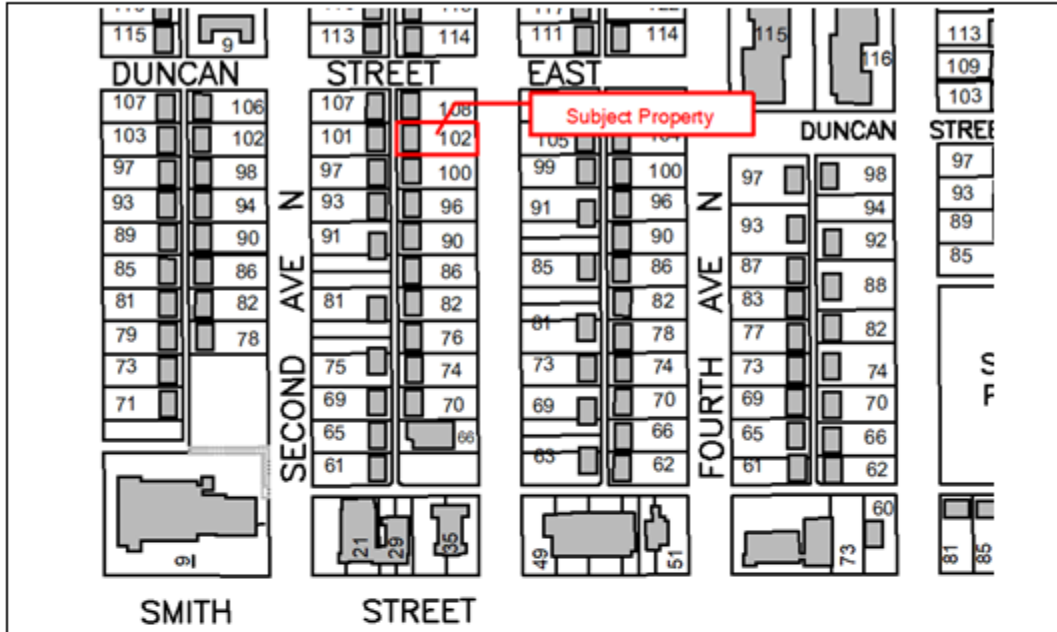 115 9 113 114 111 114 115 116 113
109
103
DUNCAN STREET EAST
107 106 107 108
Subject Property
103 102 101 102 105 104 DUNCAN STREE
97 98 97 100 99 100 97 98 97
93 94 93 96 91 96 94 93
89 90 91 90 90 93 92 89
85 86 86 85 86 87 88 85
81 82 81 82 82 83
79 78 76 81 78 77 82
73 75 74 73 74 73 74
71 69 70 69 70 69 70
65 66 66 65 66
61 63 62 61 62
SECOND AVE N
FOURTH AVE N
S
P
9 21 29 35 49 51 73 60 81 85
SMITH STREET